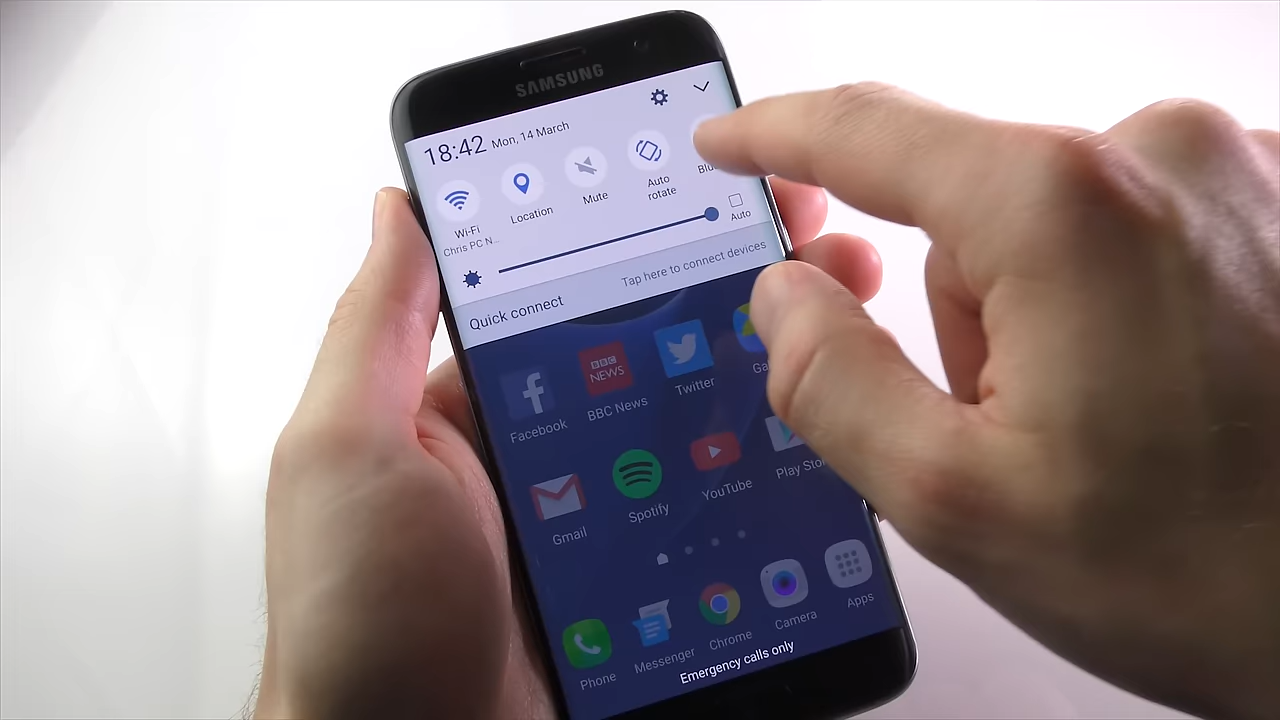 SAMSUNG
18:42 Mon, 14 March
Wi-Fi
Chris PC N...
Location
Mute
Auto
rotate
Blu
Auto
Quick connect
Tap here to connect devices
Facebook
BBC
NEWS
BBC News
Twitter
Ga
Gmail
Spotify
YouTube
Play Sto
Phone
Messenger
Chrome
Camera
Apps
Emergency calls only